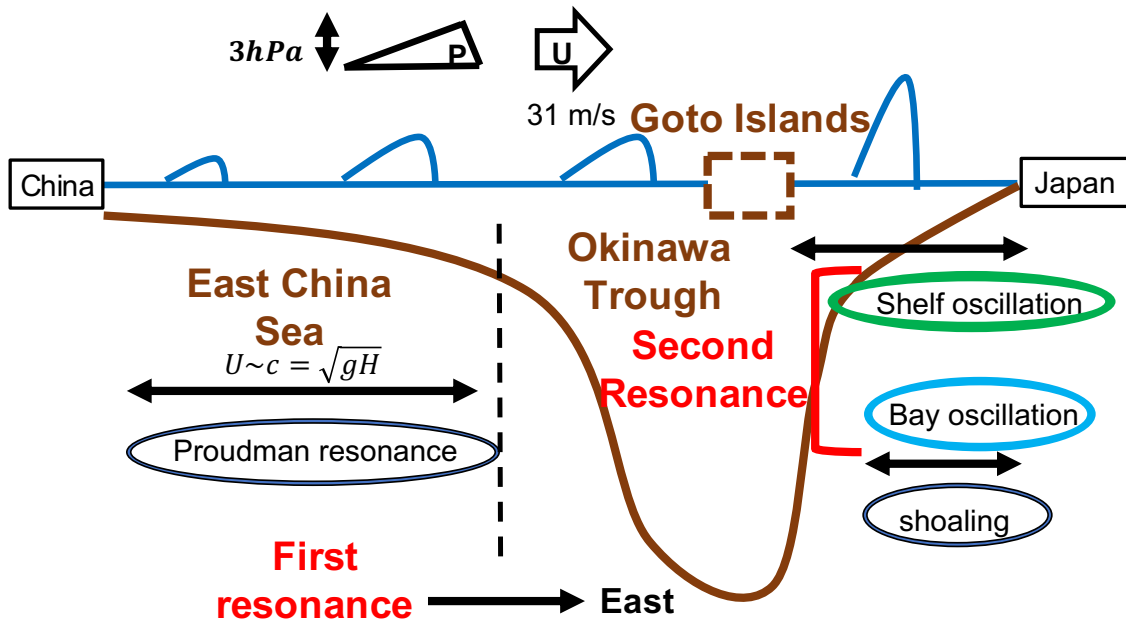 3hPa
P
U
31 m/s
Goto Islands
China
Japan
Okinawa
Trough
East China
Sea
Shelf oscillation
Second
Resonance
U~c = √gH
Bay oscillation
Proudman resonance
shoaling
First
resonance
East